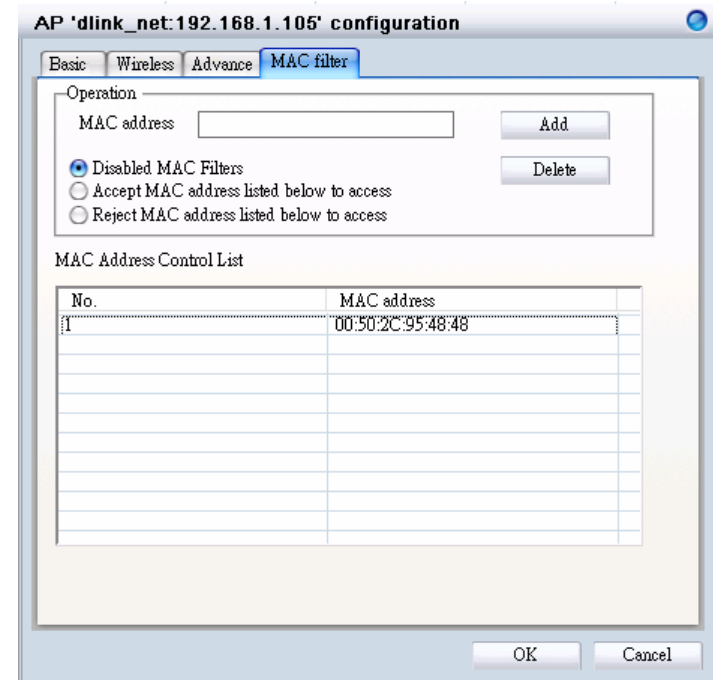 AP 'dlink_net:192.168.1.105' configuration
Basic Wireless Advance MAC filter
Operation
MAC address Add
Disabled MAC Filters Delete
Accept MAC address listed below to access
Reject MAC address listed below to access
MAC Address Control List
No. MAC address
1 00:50:2C:95:48:48
OK Cancel